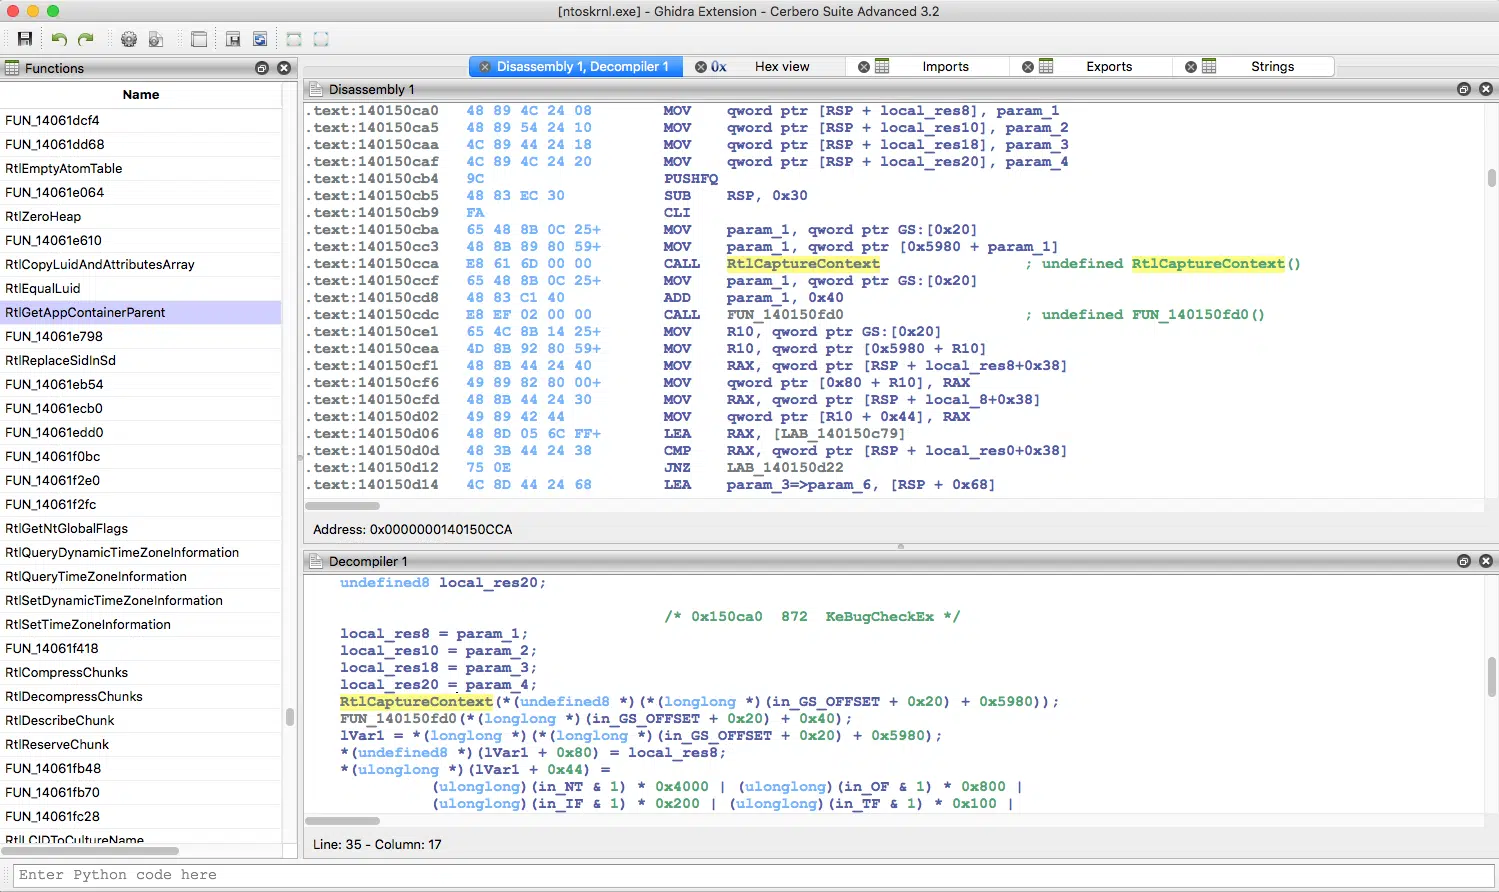 [ntoskrnl.exe] - Ghidra Extension - Cerbero Suite Advanced 3.2
Functions
Name
FUN_14061dcf4
FUN_14061dd68
RtlEmptyAtomTable
FUN_14061e064
RtlZeroHeap
FUN_14061e610
RtlCopyLuidAndAttributesArray
RtlEqualLuid
RtlGetAppContainerParent
FUN_14061e798
RtlReplaceSidInSd
FUN_14061eb54
FUN_14061ecb0
FUN_14061edd0
FUN_14061f0bc
FUN_14061f2e0
FUN_14061f2fc
RtlGetNtGlobalFlags
RtlQueryDynamicTimeZoneInformation
RtlQueryTimeZoneInformation
RtlSetDynamicTimeZoneInformation
RtlSetTimeZoneInformation
FUN_14061f418
RtlCompressChunks
RtlDecompressChunks
RtlDescribeChunk
RtlReserveChunk
FUN_14061fb48
FUN_14061fb70
FUN_14061fc28
RtlLCIDToCultureName
Disassembly 1, Decompiler 1
0x Hex view
Imports
Exports
Strings
Disassembly 1
.text:140150ca0 48 89 4C 24 08 MOV qword ptr [RSP + local_res8], param_1
.text:140150ca5 48 89 54 24 10 MOV qword ptr [RSP + local_res10], param_2
.text:140150caa 4C 89 44 24 18 MOV qword ptr [RSP + local_res18], param_3
.text:140150caf 4C 89 4C 24 20 MOV qword ptr [RSP + local_res20], param_4
.text:140150cb4 9C PUSHFQ
.text:140150cb5 48 83 EC 30 SUB RSP, 0x30
.text:140150cb9 FA CLI
.text:140150cba 65 48 8B 0C 25+ MOV param_1, qword ptr GS:[0x20]
.text:140150cc3 48 8B 89 80 59+ MOV param_1, qword ptr [0x5980 + param_1]
.text:140150cca E8 61 6D 00 00 CALL RtlCaptureContext ; undefined RtlCaptureContext()
.text:140150ccf 65 48 8B 0C 25+ MOV param_1, qword ptr GS:[0x20]
.text:140150cd8 48 83 C1 40 ADD param_1, 0x40
.text:140150cdc E8 EF 02 00 00 CALL FUN_140150fd0 ; undefined FUN_140150fd0()
.text:140150ce1 65 4C 8B 14 25+ MOV R10, qword ptr GS:[0x20]
.text:140150cea 4D 8B 92 80 59+ MOV R10, qword ptr [0x5980 + R10]
.text:140150cf1 48 8B 44 24 40 MOV RAX, qword ptr [RSP + local_res8+0x38]
.text:140150cf6 49 89 82 80 00+ MOV qword ptr [0x80 + R10], RAX
.text:140150cfd 48 8B 44 24 30 MOV RAX, qword ptr [RSP + local_8+0x38]
.text:140150d02 49 89 42 44 MOV qword ptr [R10 + 0x44], RAX
.text:140150d06 48 8D 05 6C FF+ LEA RAX, [LAB_140150c79]
.text:140150d0d 48 3B 44 24 38 CMP RAX, qword ptr [RSP + local_res0+0x38]
.text:140150d12 75 0E JNZ LAB_140150d22
.text:140150d14 4C 8D 44 24 68 LEA param_3=>param_6, [RSP + 0x68]
Address: 0x0000000140150CCA
Decompiler 1
undefined8 local_res20;
/* 0x150ca0 872 KeBugCheckEx */
local_res8 = param_1;
local_res10 = param_2;
local_res18 = param_3;
local_res20 = param_4;
RtlCaptureContext(*(undefined8 *)(*(longlong *)(in_GS_OFFSET + 0x20) + 0x5980));
FUN_140150fd0(*(longlong *)(in_GS_OFFSET + 0x20) + 0x40);
lVar1 = *(longlong *)(*(longlong *)(in_GS_OFFSET + 0x20) + 0x5980);
*(undefined8 *)(lVar1 + 0x80) = local_res8;
*(ulonglong *)(lVar1 + 0x44) =
(ulonglong)(in_NT & 1) * 0x4000 | (ulonglong)(in_OF & 1) * 0x800 |
(ulonglong)(in_IF & 1) * 0x200 | (ulonglong)(in_TF & 1) * 0x100 |
Line: 35 - Column: 17
Enter Python code here